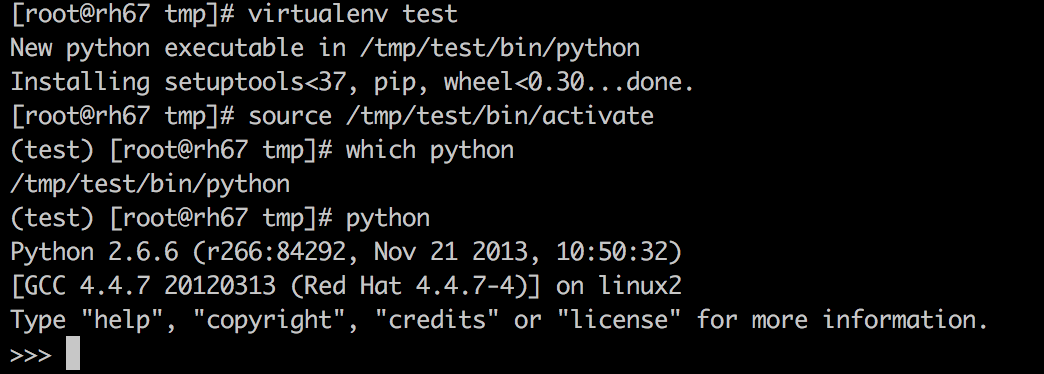 [root@rh67 tmp]# virtualenv test
New python executable in /tmp/test/bin/python
Installing setuptools<37, pip, wheel<0.30...done.
[root@rh67 tmp]# source /tmp/test/bin/activate
(test) [root@rh67 tmp]# which python
/tmp/test/bin/python
(test) [root@rh67 tmp]# python
Python 2.6.6 (r266:84292, Nov 21 2013, 10:50:32)
[GCC 4.4.7 20120313 (Red Hat 4.4.7-4)] on linux2
Type "help", "copyright", "credits" or "license" for more information.
>>>